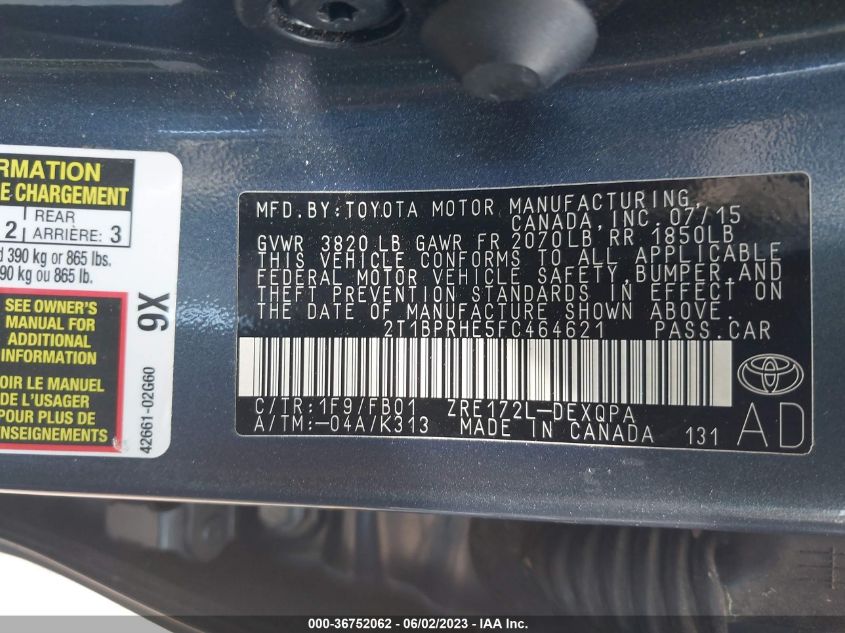 RMATION
E CHARGEMENT
2 REAR ARRIÈRE: 3
d 390 kg or 865 lbs.
90 kg ou 865 lb.
SEE OWNER'S
MANUAL FOR
ADDITIONAL
INFORMATION
OIR LE MANUEL
DE L'USAGER
POUR PLUS DE
RENSEIGNEMENTS
9X
42661-02G60
MFD.BY:TOYOTA MOTOR MANUFACTURING,
CANADA,INC.07/15
GVWR 3820 LB GAWR FR 2070LB RR 1850LB
THIS VEHICLE CONFORMS TO ALL APPLICABLE
FEDERAL MOTOR VEHICLE SAFETY,BUMPER,AND
THEFT PREVENTION STANDARDS IN EFFECT ON
THE DATE OF MANUFACTURE SHOWN ABOVE.
2T1BPRHE5FC464621 PASS.CAR
C/TR:1F9/FB01 ZRE172L-DEXQPA
A/TM:-04A/K313 MADE IN CANADA 131
AD
000-36752062 - 06/02/2023 - IAA Inc.